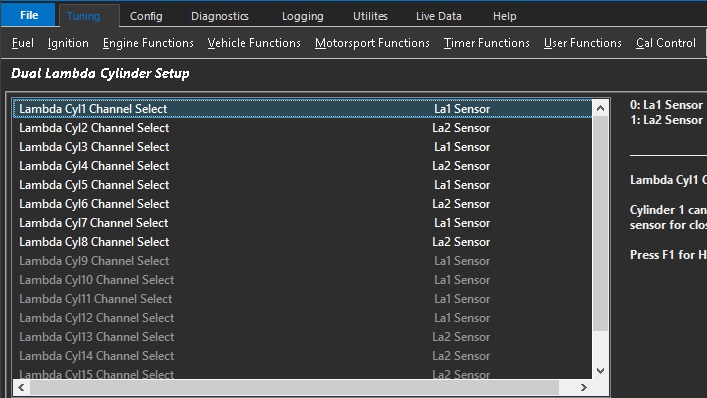 File Tuning Config Diagnostics Logging Utilites Live Data Help
Fuel Ignition Engine Functions Vehicle Functions Motorsport Functions Timer Functions User Functions Cal Control
Dual Lambda Cylinder Setup
Lambda Cyl1 Channel Select La1 Sensor
Lambda Cyl2 Channel Select La2 Sensor
Lambda Cyl3 Channel Select La1 Sensor
Lambda Cyl4 Channel Select La2 Sensor
Lambda Cyl5 Channel Select La1 Sensor
Lambda Cyl6 Channel Select La2 Sensor
Lambda Cyl7 Channel Select La1 Sensor
Lambda Cyl8 Channel Select La2 Sensor
Lambda Cyl9 Channel Select La1 Sensor
Lambda Cyl10 Channel Select La1 Sensor
Lambda Cyl11 Channel Select La1 Sensor
Lambda Cyl12 Channel Select La1 Sensor
Lambda Cyl13 Channel Select La2 Sensor
Lambda Cyl14 Channel Select La2 Sensor
Lambda Cyl15 Channel Select La2 Sensor
0: La1 Sensor
1: La2 Sensor
Lambda Cyl1 C
Cylinder 1 can
sensor for clos
Press F1 for H